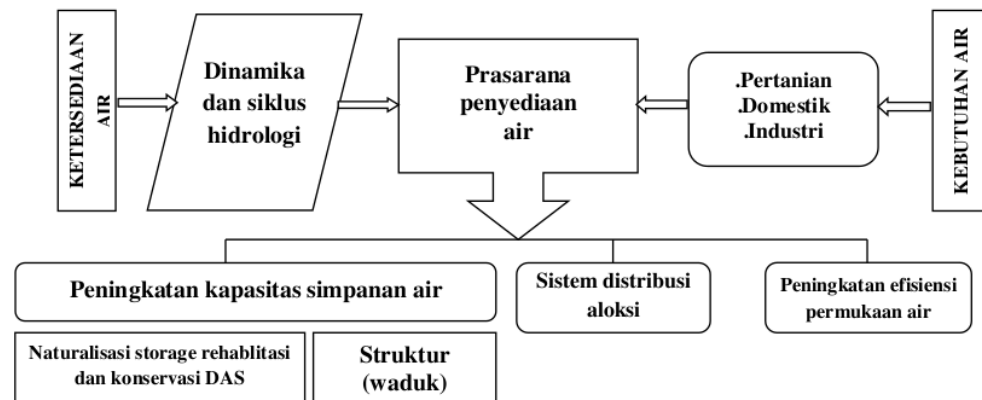 KETERSEDIAAN
AIR
Dinamika
dan siklus
hidrologi
Prasarana
penyediaan
air
.Pertanian
.Domestik
.Industri
KEBUTUHAN AIR
Peningkatan kapasitas simpanan air
Sistem distribusi
aloksi
Peningkatan efisiensi
permukaan air
Naturalisasi storage rehablitasi
dan konservasi DAS
Struktur
(waduk)